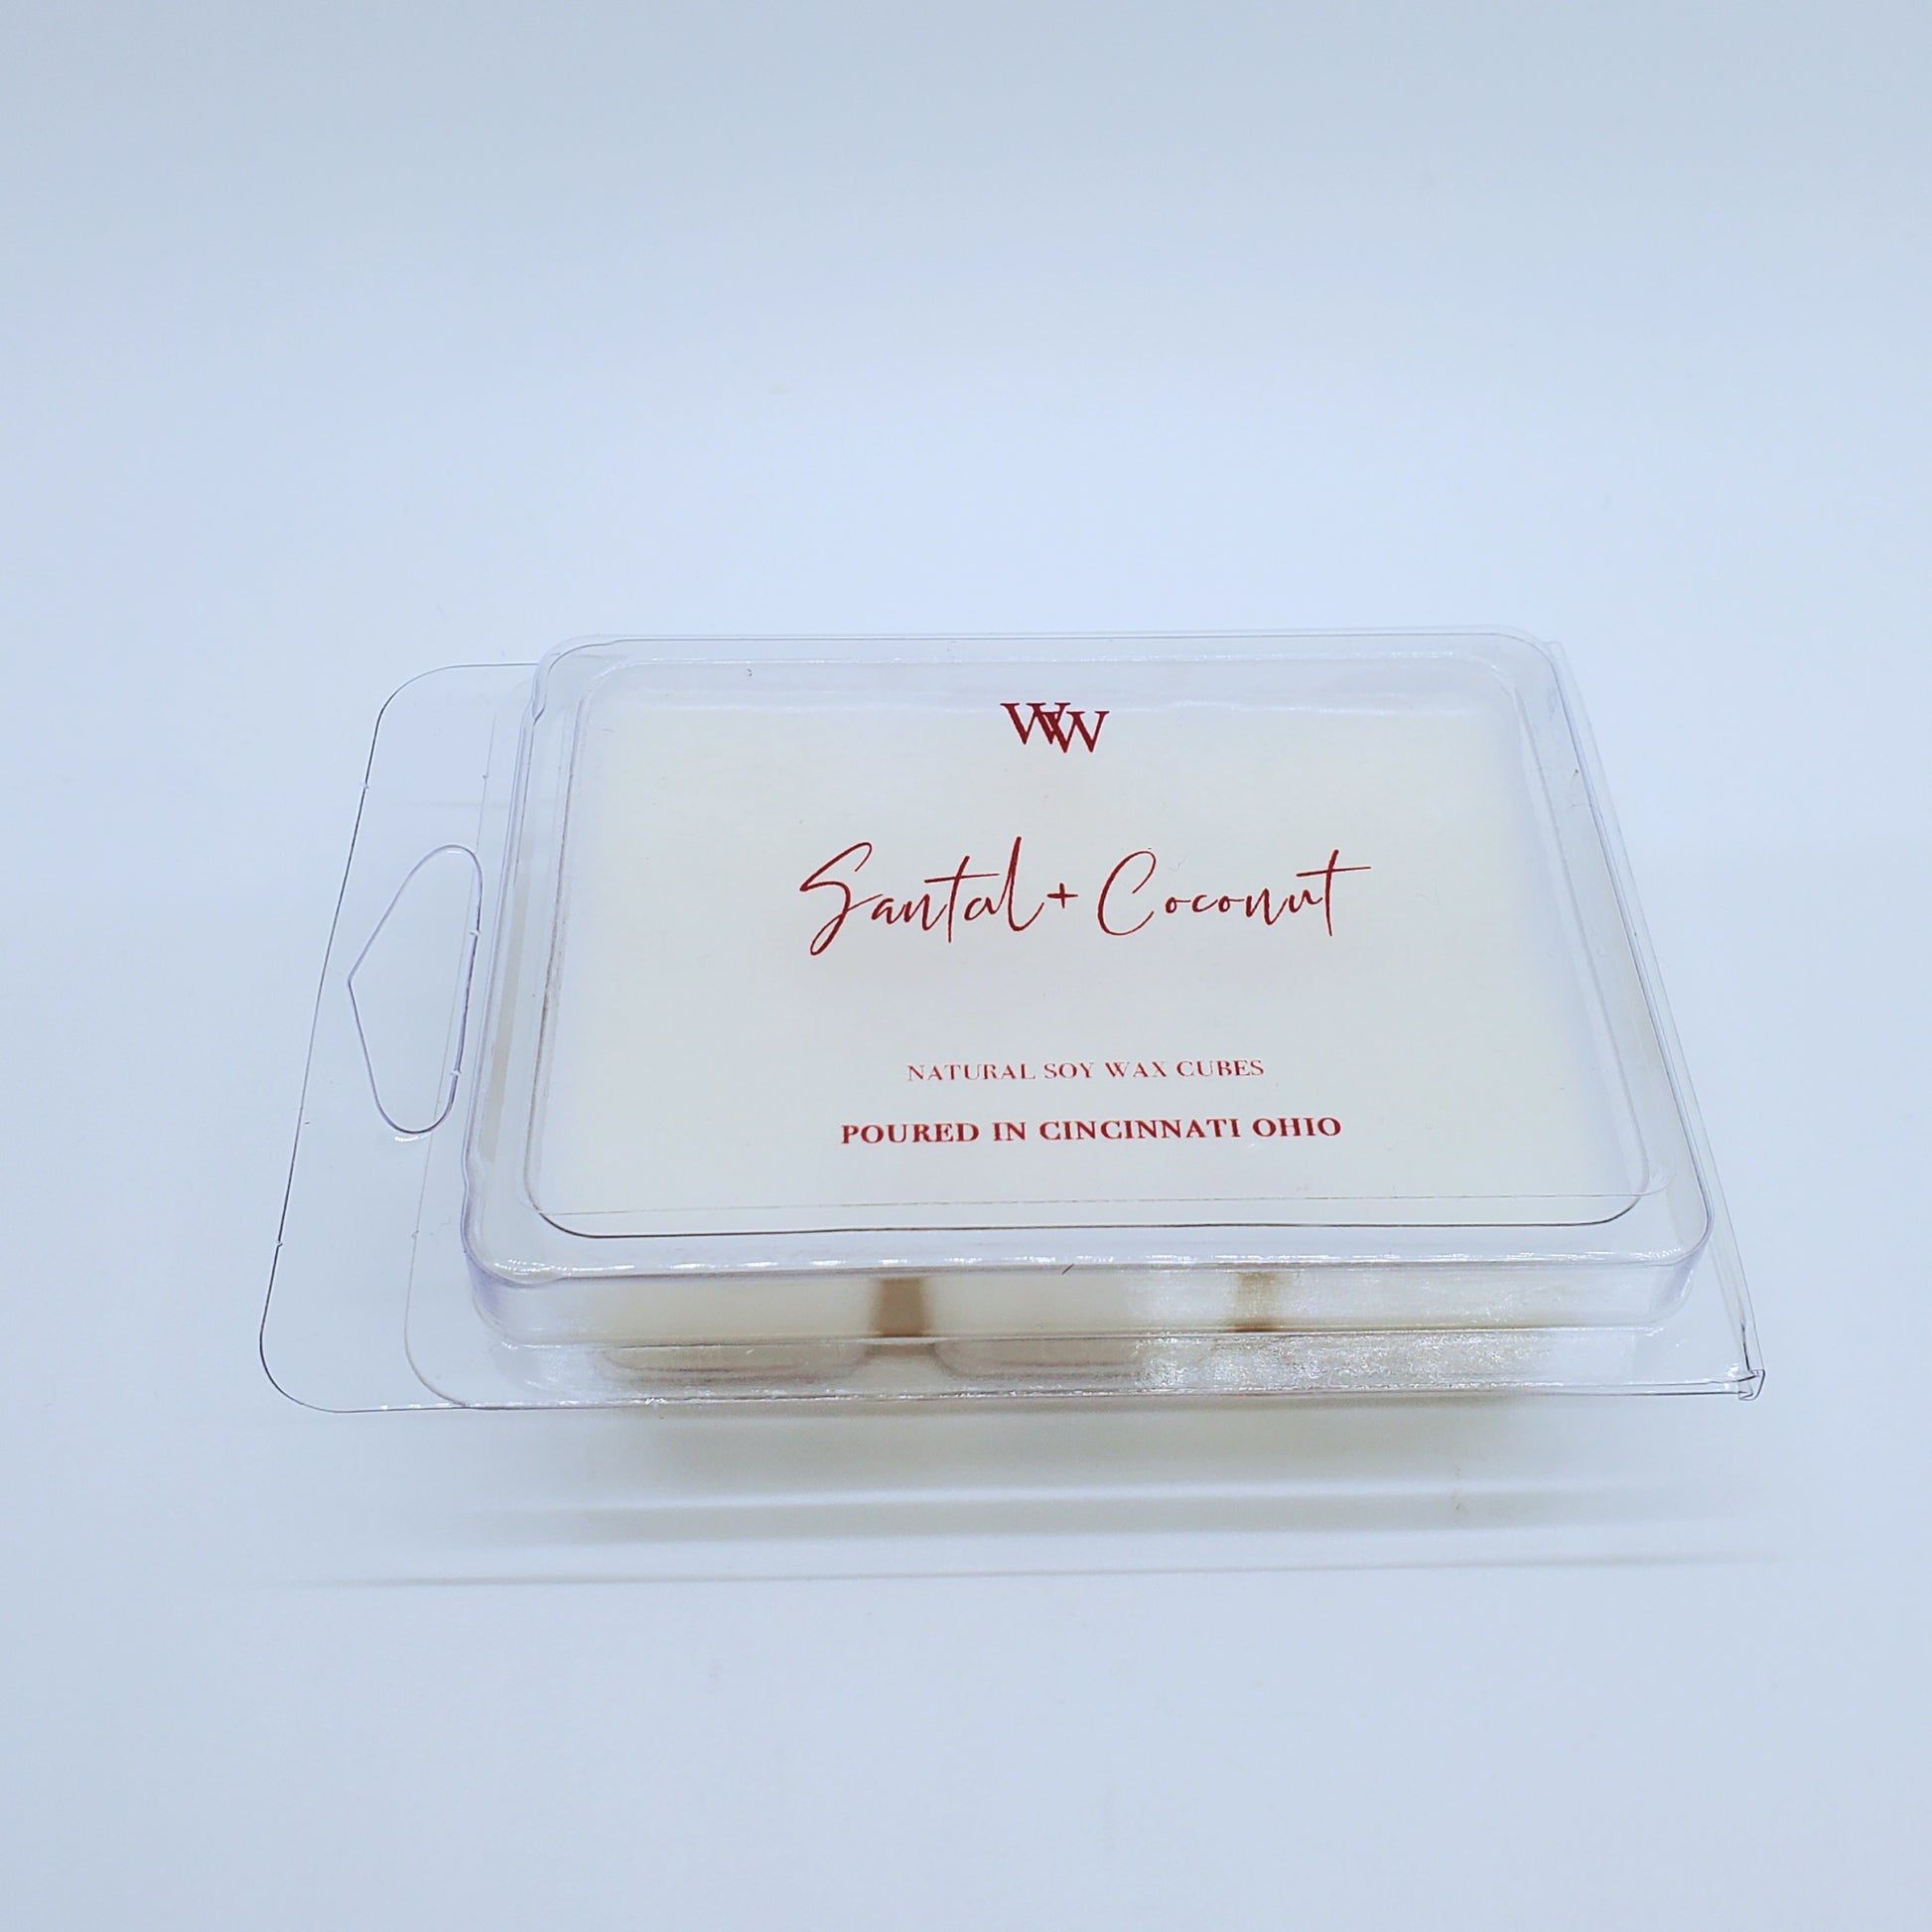 WW
Santal + Coconut
NATURAL SOY WAX CUBES
POURED IN CINCINNATI OHIO